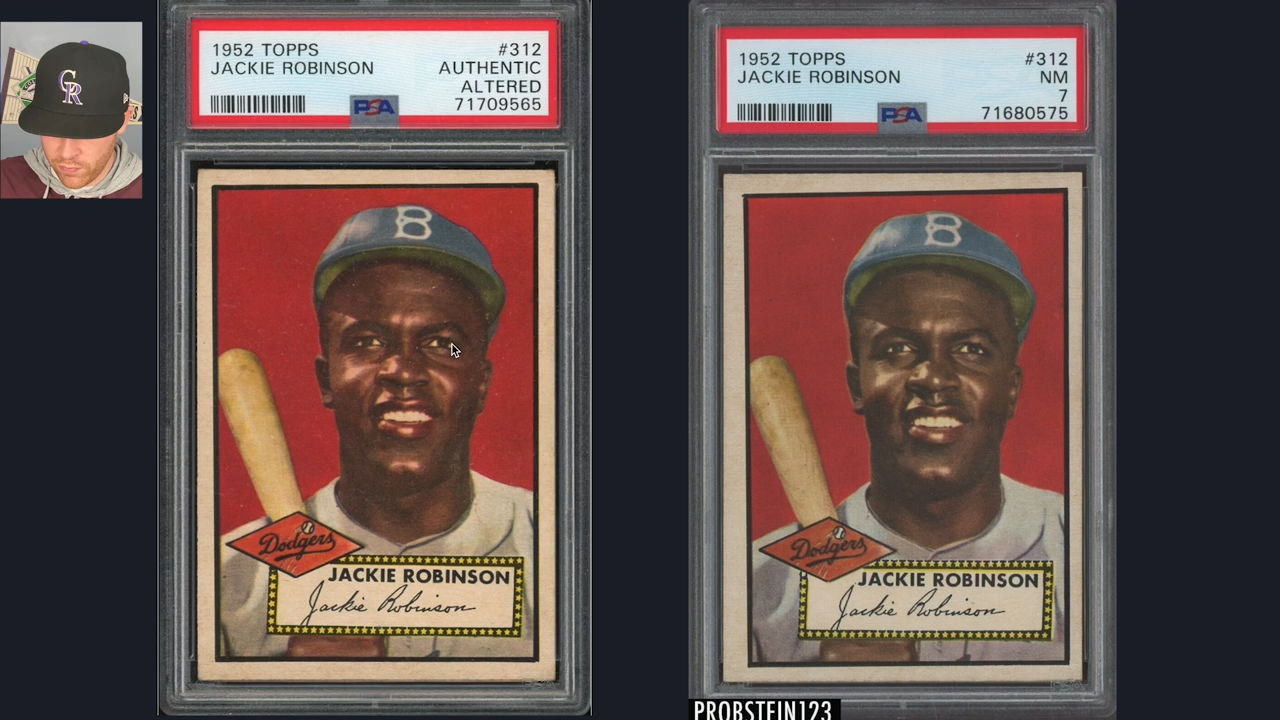 1952 TOPPS #312
JACKIE ROBINSON AUTHENTIC
ALTERED
71709565
PSA
B
Dodgers
JACKIE ROBINSON
Jackie Robinson
1952 TOPPS #312
JACKIE ROBINSON NM
7
71680575
PSA
B
Dodgers
JACKIE ROBINSON
Jackie Robinson
PROBSTEIN123
CR